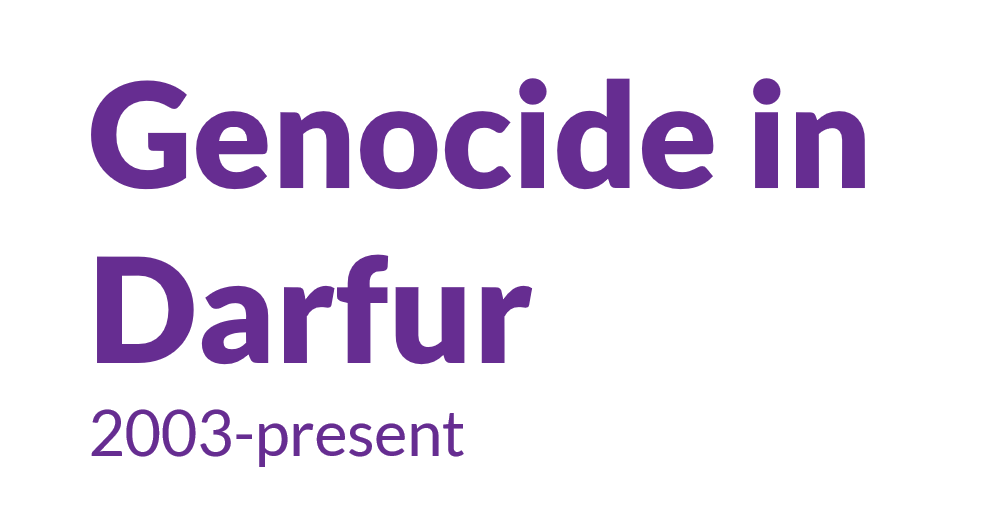 Genocide in
Darfur
2003-present